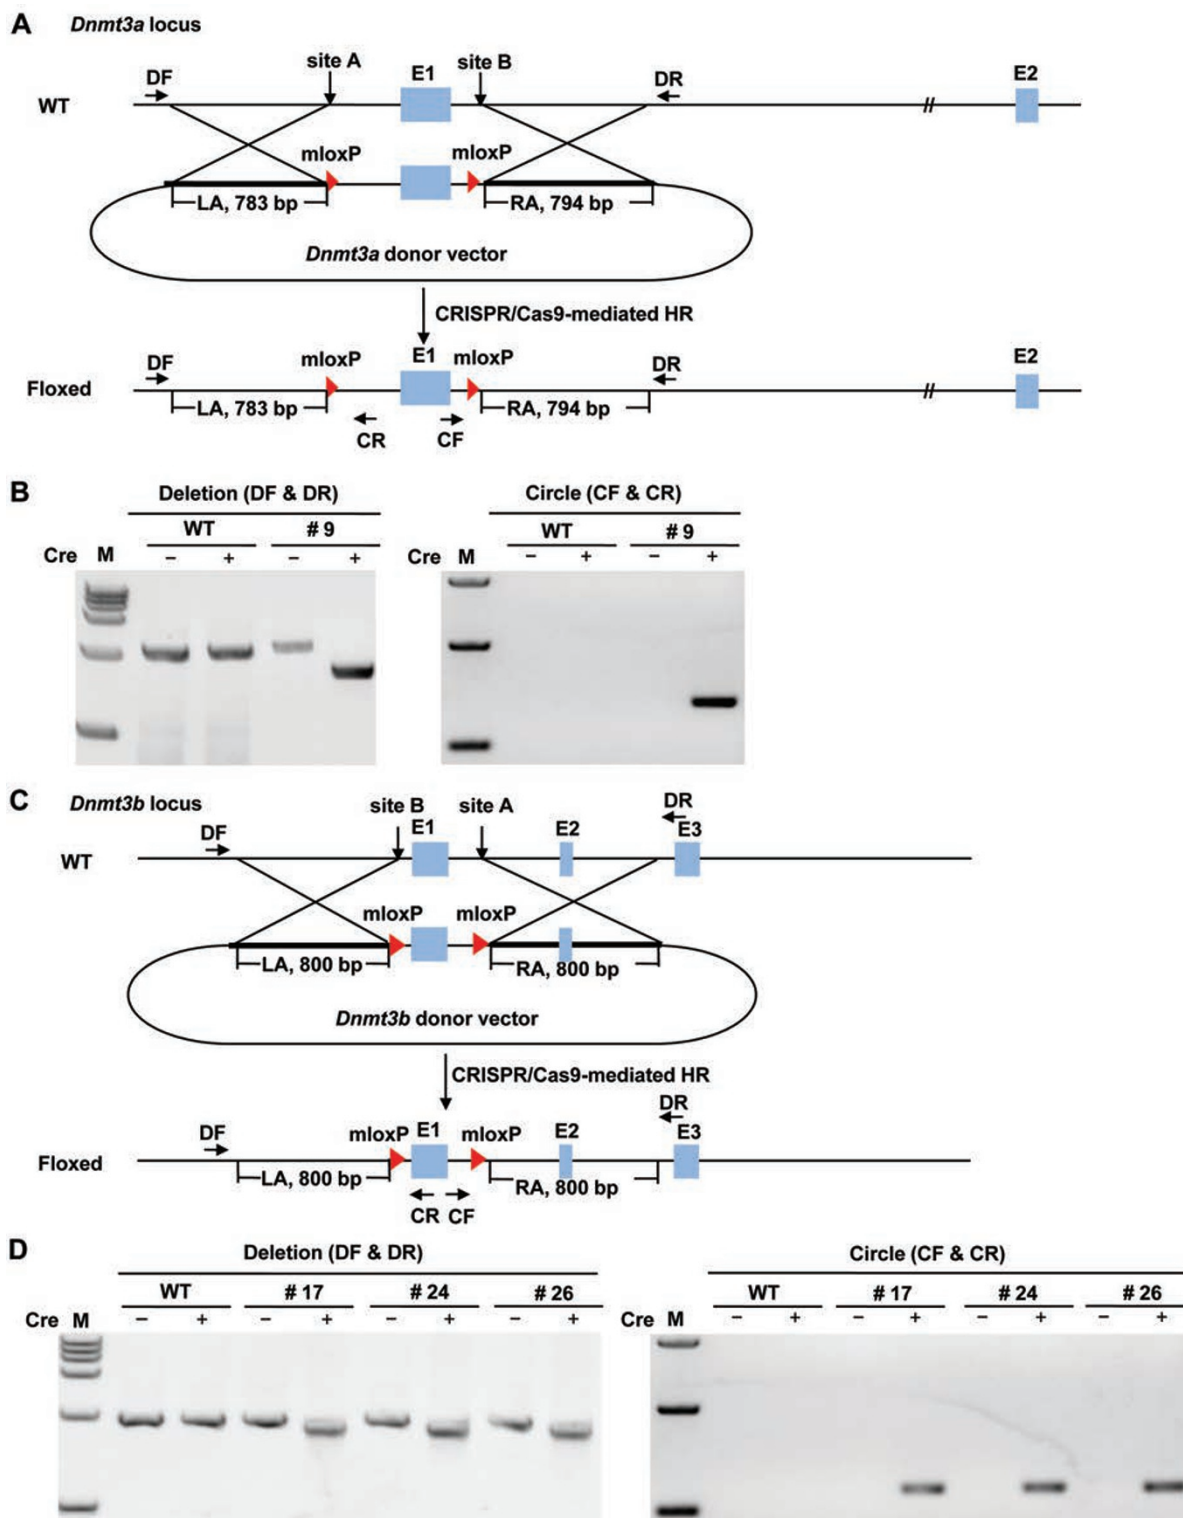 A Dnmt3a locus
site A
site B
E1
E2
DF
DR
WT
mloxP
mloxP
LA, 783 bp
RA, 794 bp
Dnmt3a donor vector
CRISPR/Cas9-mediated HR
E1
E2
mloxP
mloxP
DF
DR
Floxed
LA, 783 bp
RA, 794 bp
CR
CF
B
Deletion (DF & DR)
Circle (CF & CR)
WT
# 9
WT
# 9
Cre M – + – +
Cre M – + – +
C Dnmt3b locus
site B
site A
DR
DF
E1
E2
E3
WT
mloxP
mloxP
LA, 800 bp
RA, 800 bp
Dnmt3b donor vector
CRISPR/Cas9-mediated HR
DR
DF
mloxP
E1
mloxP
E2
E3
Floxed
LA, 800 bp
RA, 800 bp
CR
CF
D
Deletion (DF & DR)
Circle (CF & CR)
WT # 17 # 24 # 26
WT # 17 # 24 # 26
Cre M – + – + – + – +
Cre M – + – + – + – +